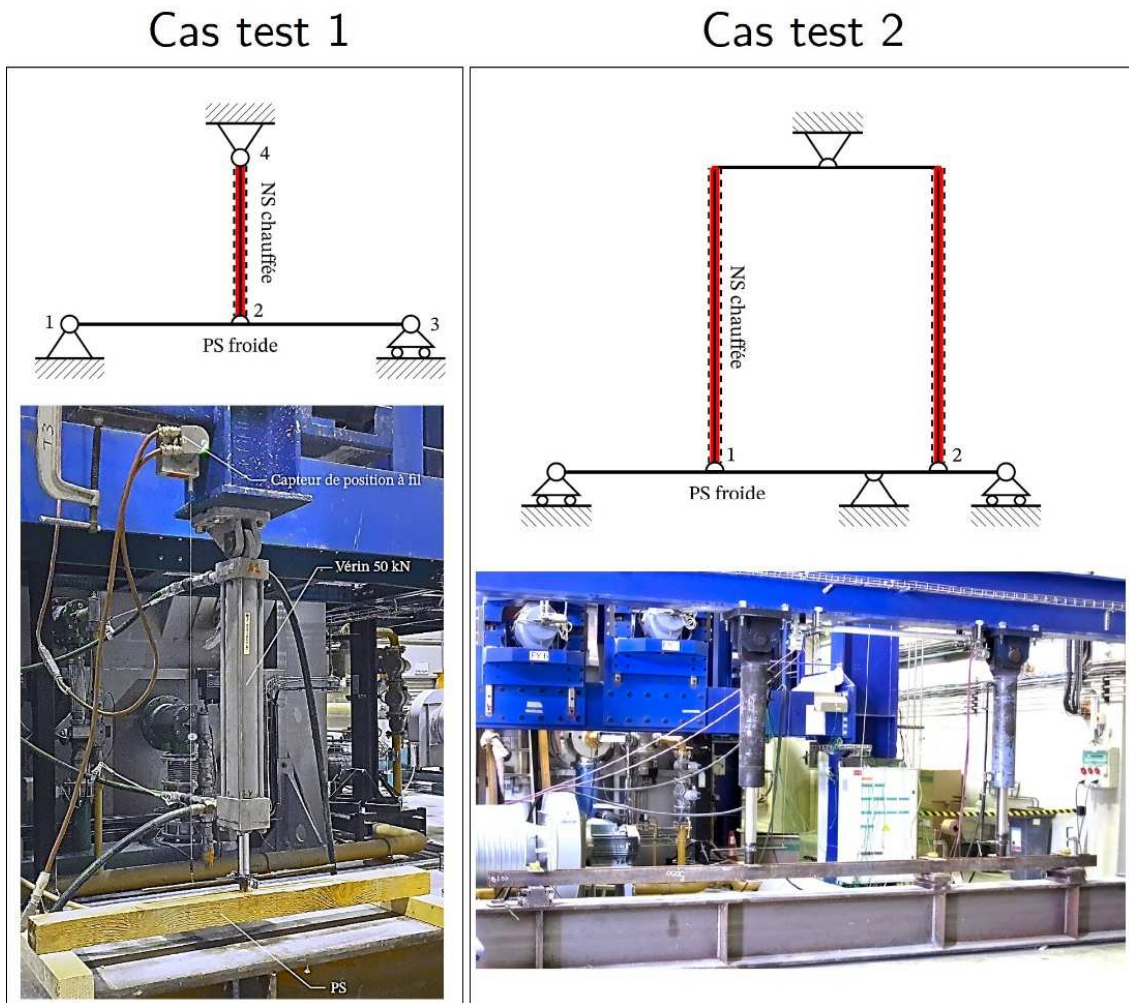 Cas test 1
Cas test 2
4
NS chauffée
1
2
3
PS froide
NS chauffée
1
2
PS froide
Capteur de position à fil
Vérin 50 kN
PS